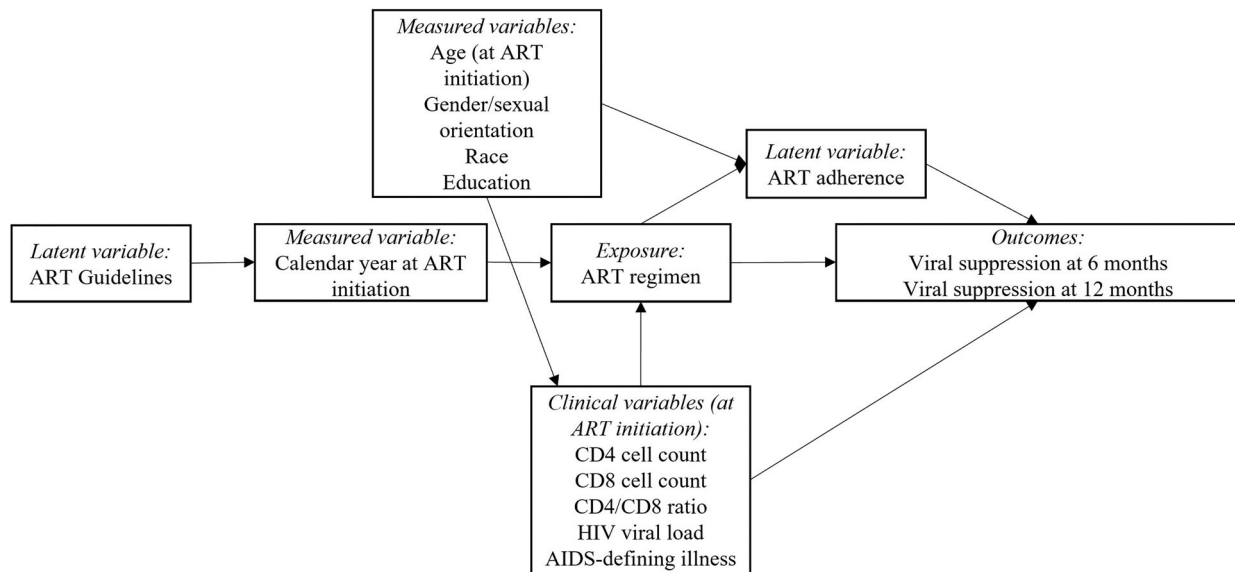 Measured variables:
Age (at ART
initiation)
Gender/sexual
orientation
Race
Education
Latent variable:
ART adherence
Latent variable:
ART Guidelines
Measured variable:
Calendar year at ART
initiation
Exposure:
ART regimen
Outcomes:
Viral suppression at 6 months
Viral suppression at 12 months
Clinical variables (at
ART initiation):
CD4 cell count
CD8 cell count
CD4/CD8 ratio
HIV viral load
AIDS-defining illness